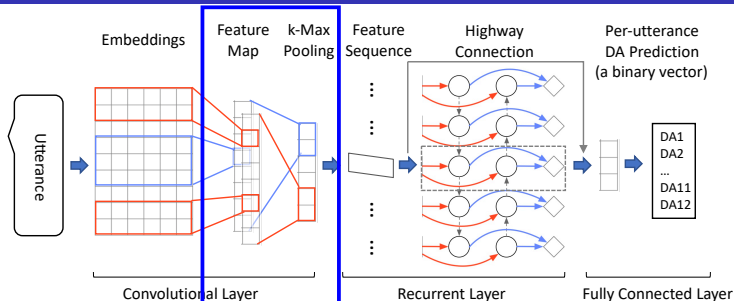 Embeddings
Feature
Map
k-Max
Pooling
Feature
Sequence
Highway
Connection
Per-utterance
DA Prediction
(a binary vector)
Utterance
...
...
...
...
DA1
DA2
...
DA11
DA12
Convolutional Layer
Recurrent Layer
Fully Connected Layer